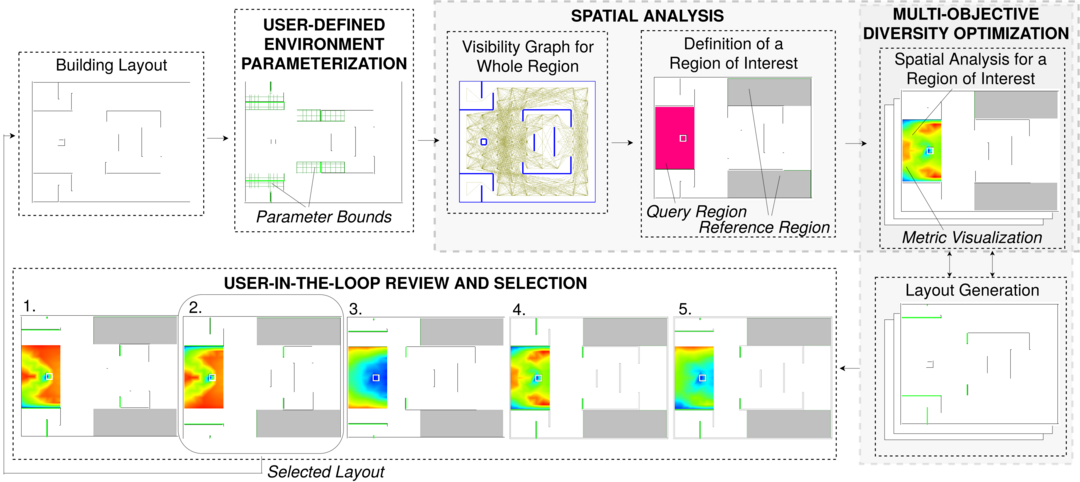 Building Layout
USER-DEFINED
ENVIRONMENT
PARAMETERIZATION
Parameter Bounds
SPATIAL ANALYSIS
Visibility Graph for
Whole Region
Definition of a
Region of Interest
Query Region
Reference Region
MULTI-OBJECTIVE
DIVERSITY OPTIMIZATION
Spatial Analysis for a
Region of Interest
Metric Visualization
Layout Generation
USER-IN-THE-LOOP REVIEW AND SELECTION
1.
2.
3.
4.
5.
Selected Layout